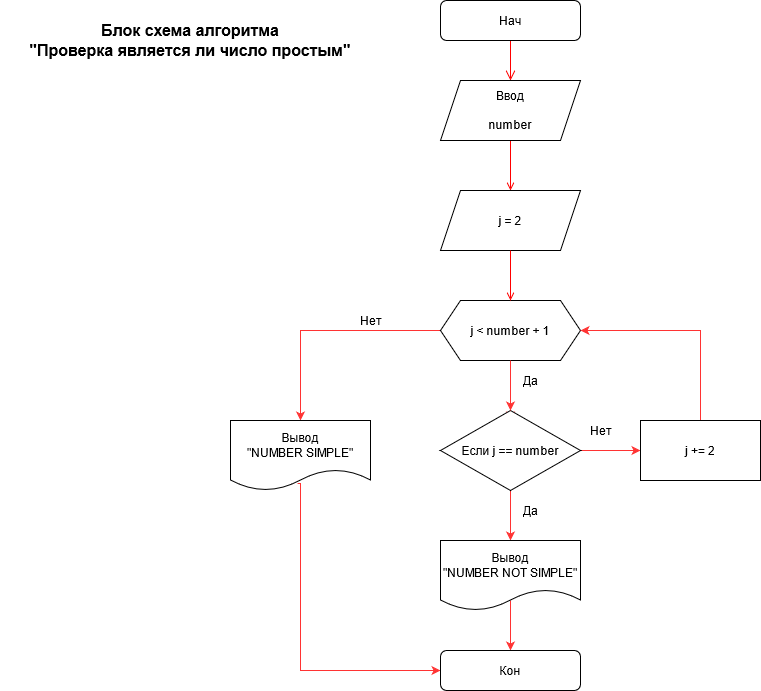 Блок схема алгоритма
"Проверка является ли число простым"
Нач
Ввод
number
j = 2
j < number + 1
Нет
Да
Если j == number
Нет
j += 2
Вывод
"NUMBER SIMPLE"
Да
Вывод
"NUMBER NOT SIMPLE"
Кон